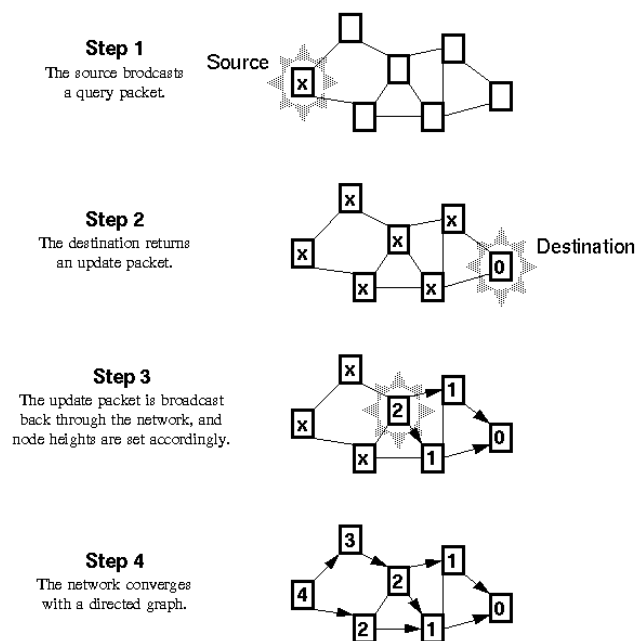 Step 1
The source brodcasts
a query packet.
Source
x
Step 2
The destination returns
an update packet.
x
x
x
x
x
x
0
Destination
Step 3
The update packet is broadcast
back through the network, and
node heights are set accordingly.
x
1
2
x
0
x
1
Step 4
The network converges
with a directed graph.
3
1
2
4
0
2
1